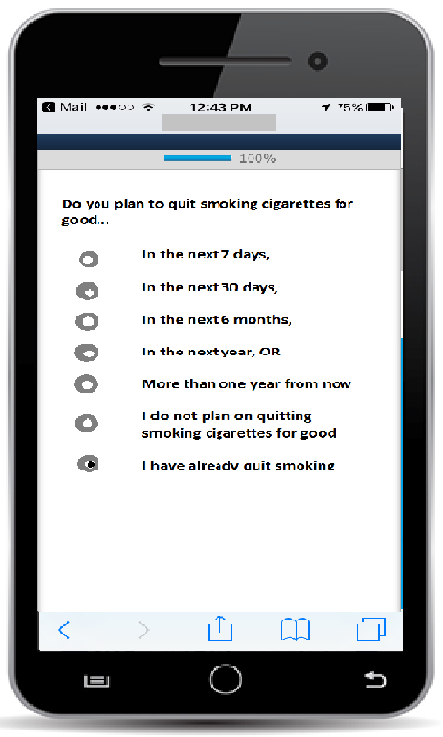 Mail 12:43 PM 75%
100%
Do you plan to quit smoking cigarettes for
good...
In the next 7 days,
In the next 30 days,
In the next 6 months,
In the next year, OR
More than one year from now
I do not plan on quitting
smoking cigarettes for good
I have already quit smoking